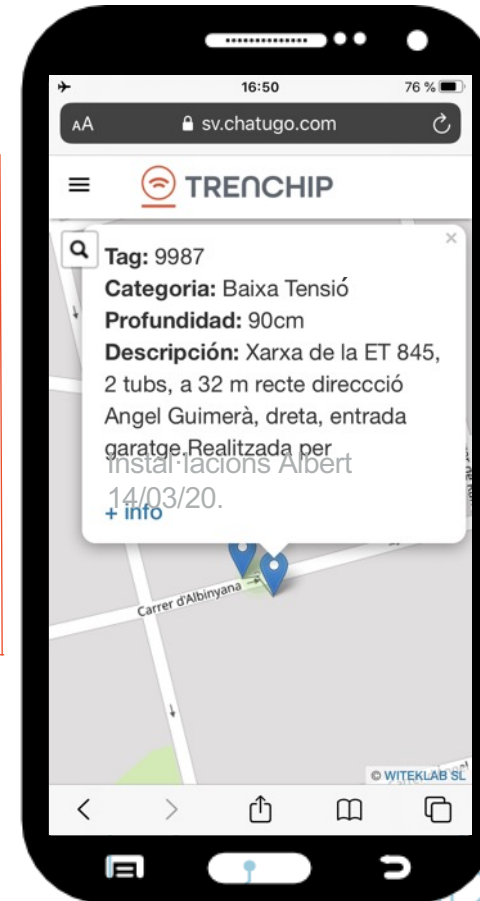 16:50
76 %
AA sv.chatugo.com
TRENCHIP
Tag: 9987
Categoria: Baixa Tensió
Profundidad: 90cm
Descripción: Xarxa de la ET 845,
2 tubs, a 32 m recte direccció
Angel Guimerà, dreta, entrada
garatge.Realitzada per
Instal·lacions Albert
14/03/20.
+ info
Carrer d'Albinyana
© WITEKLAB SL